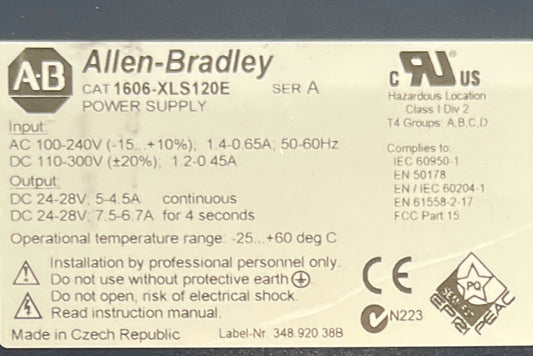 A-B Allen-Bradley
CAT 1606-XLS120E SER A
POWER SUPPLY
Input:
AC 100-240V (-15...+10%); 1.4-0.65A; 50-60Hz
DC 110-300V (±20%); 1.2-0.45A
Output:
DC 24-28V; 5-4.5A continuous
DC 24-28V; 7.5-6.7A for 4 seconds
Operational temperature range: -25...+60 deg C
Installation by professional personnel only.
Do not use without protective earth
Do not open, risk of electrical shock.
Read instruction manual.
Made in Czech Republic
Label-Nr. 348.920 38B
c RU US
Hazardous Location
Class I Div 2
T4 Groups: A,B,C,D
Complies to:
IEC 60950-1
EN 50178
EN / IEC 60204-1
EN 61558-2-17
FCC Part 15
CE
N223
PQ
EPRI PEAC